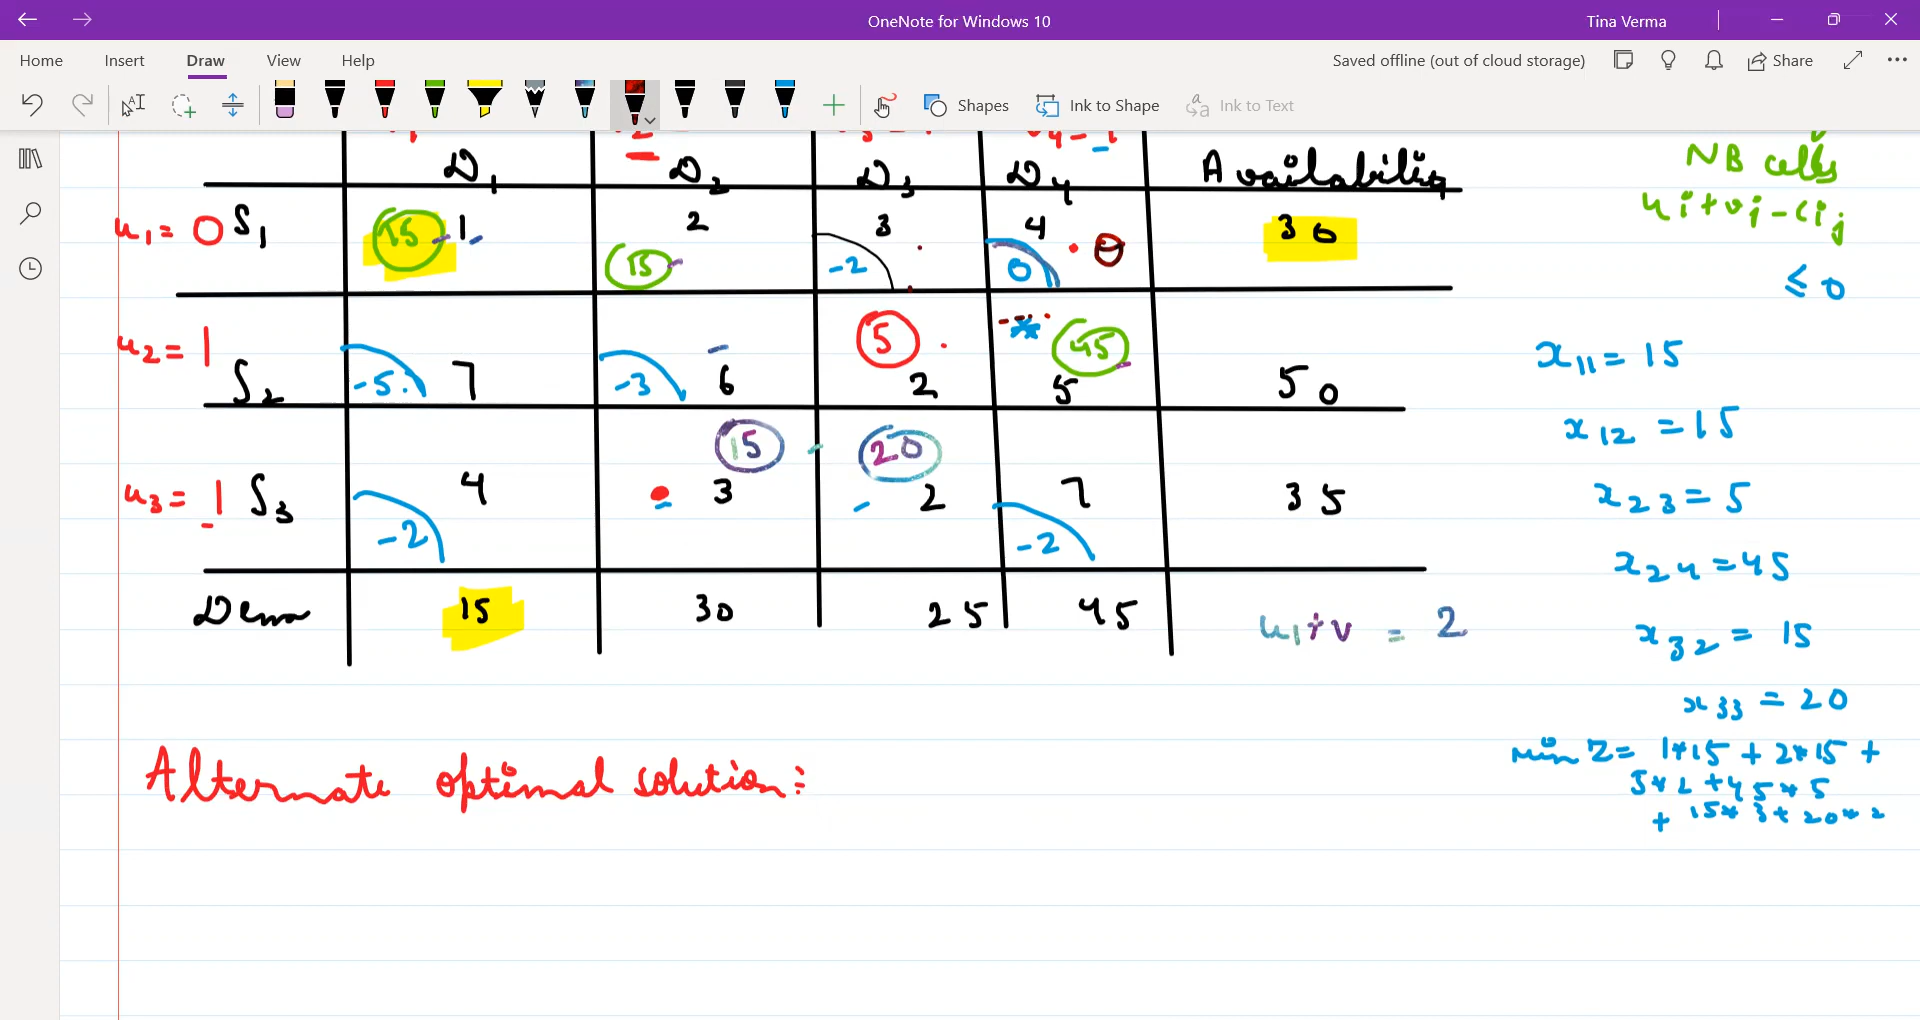 OneNote for Windows 10
Tina Verma
Home Insert Draw View Help
Saved offline (out of cloud storage)
Share
Shapes Ink to Shape Ink to Text
D1 D2 D3 D4 Availability
u1 = 0 S1 15 1 2 15 3 -2 4 0 θ 30
u2 = 1 S2 -5 7 -3 6 5 2 * 45 5 50
u3 = 1 S3 -2 4 15 3 20 2 -2 7 35
Dem 15 30 25 45
u1+v = 2
NB cells
ui+vj-cij
≤ 0
x11 = 15
x12 = 15
x23 = 5
x24 = 45
x32 = 15
x33 = 20
min Z = 1*15 + 2*15 +
5*2 + 45*5
+ 15*3 + 20*2
Alternate optimal solution: